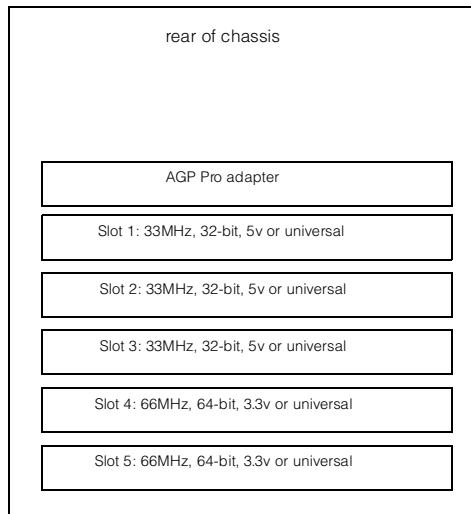 rear of chassis
AGP Pro adapter
Slot 1: 33MHz, 32-bit, 5v or universal
Slot 2: 33MHz, 32-bit, 5v or universal
Slot 3: 33MHz, 32-bit, 5v or universal
Slot 4: 66MHz, 64-bit, 3.3v or universal
Slot 5: 66MHz, 64-bit, 3.3v or universal